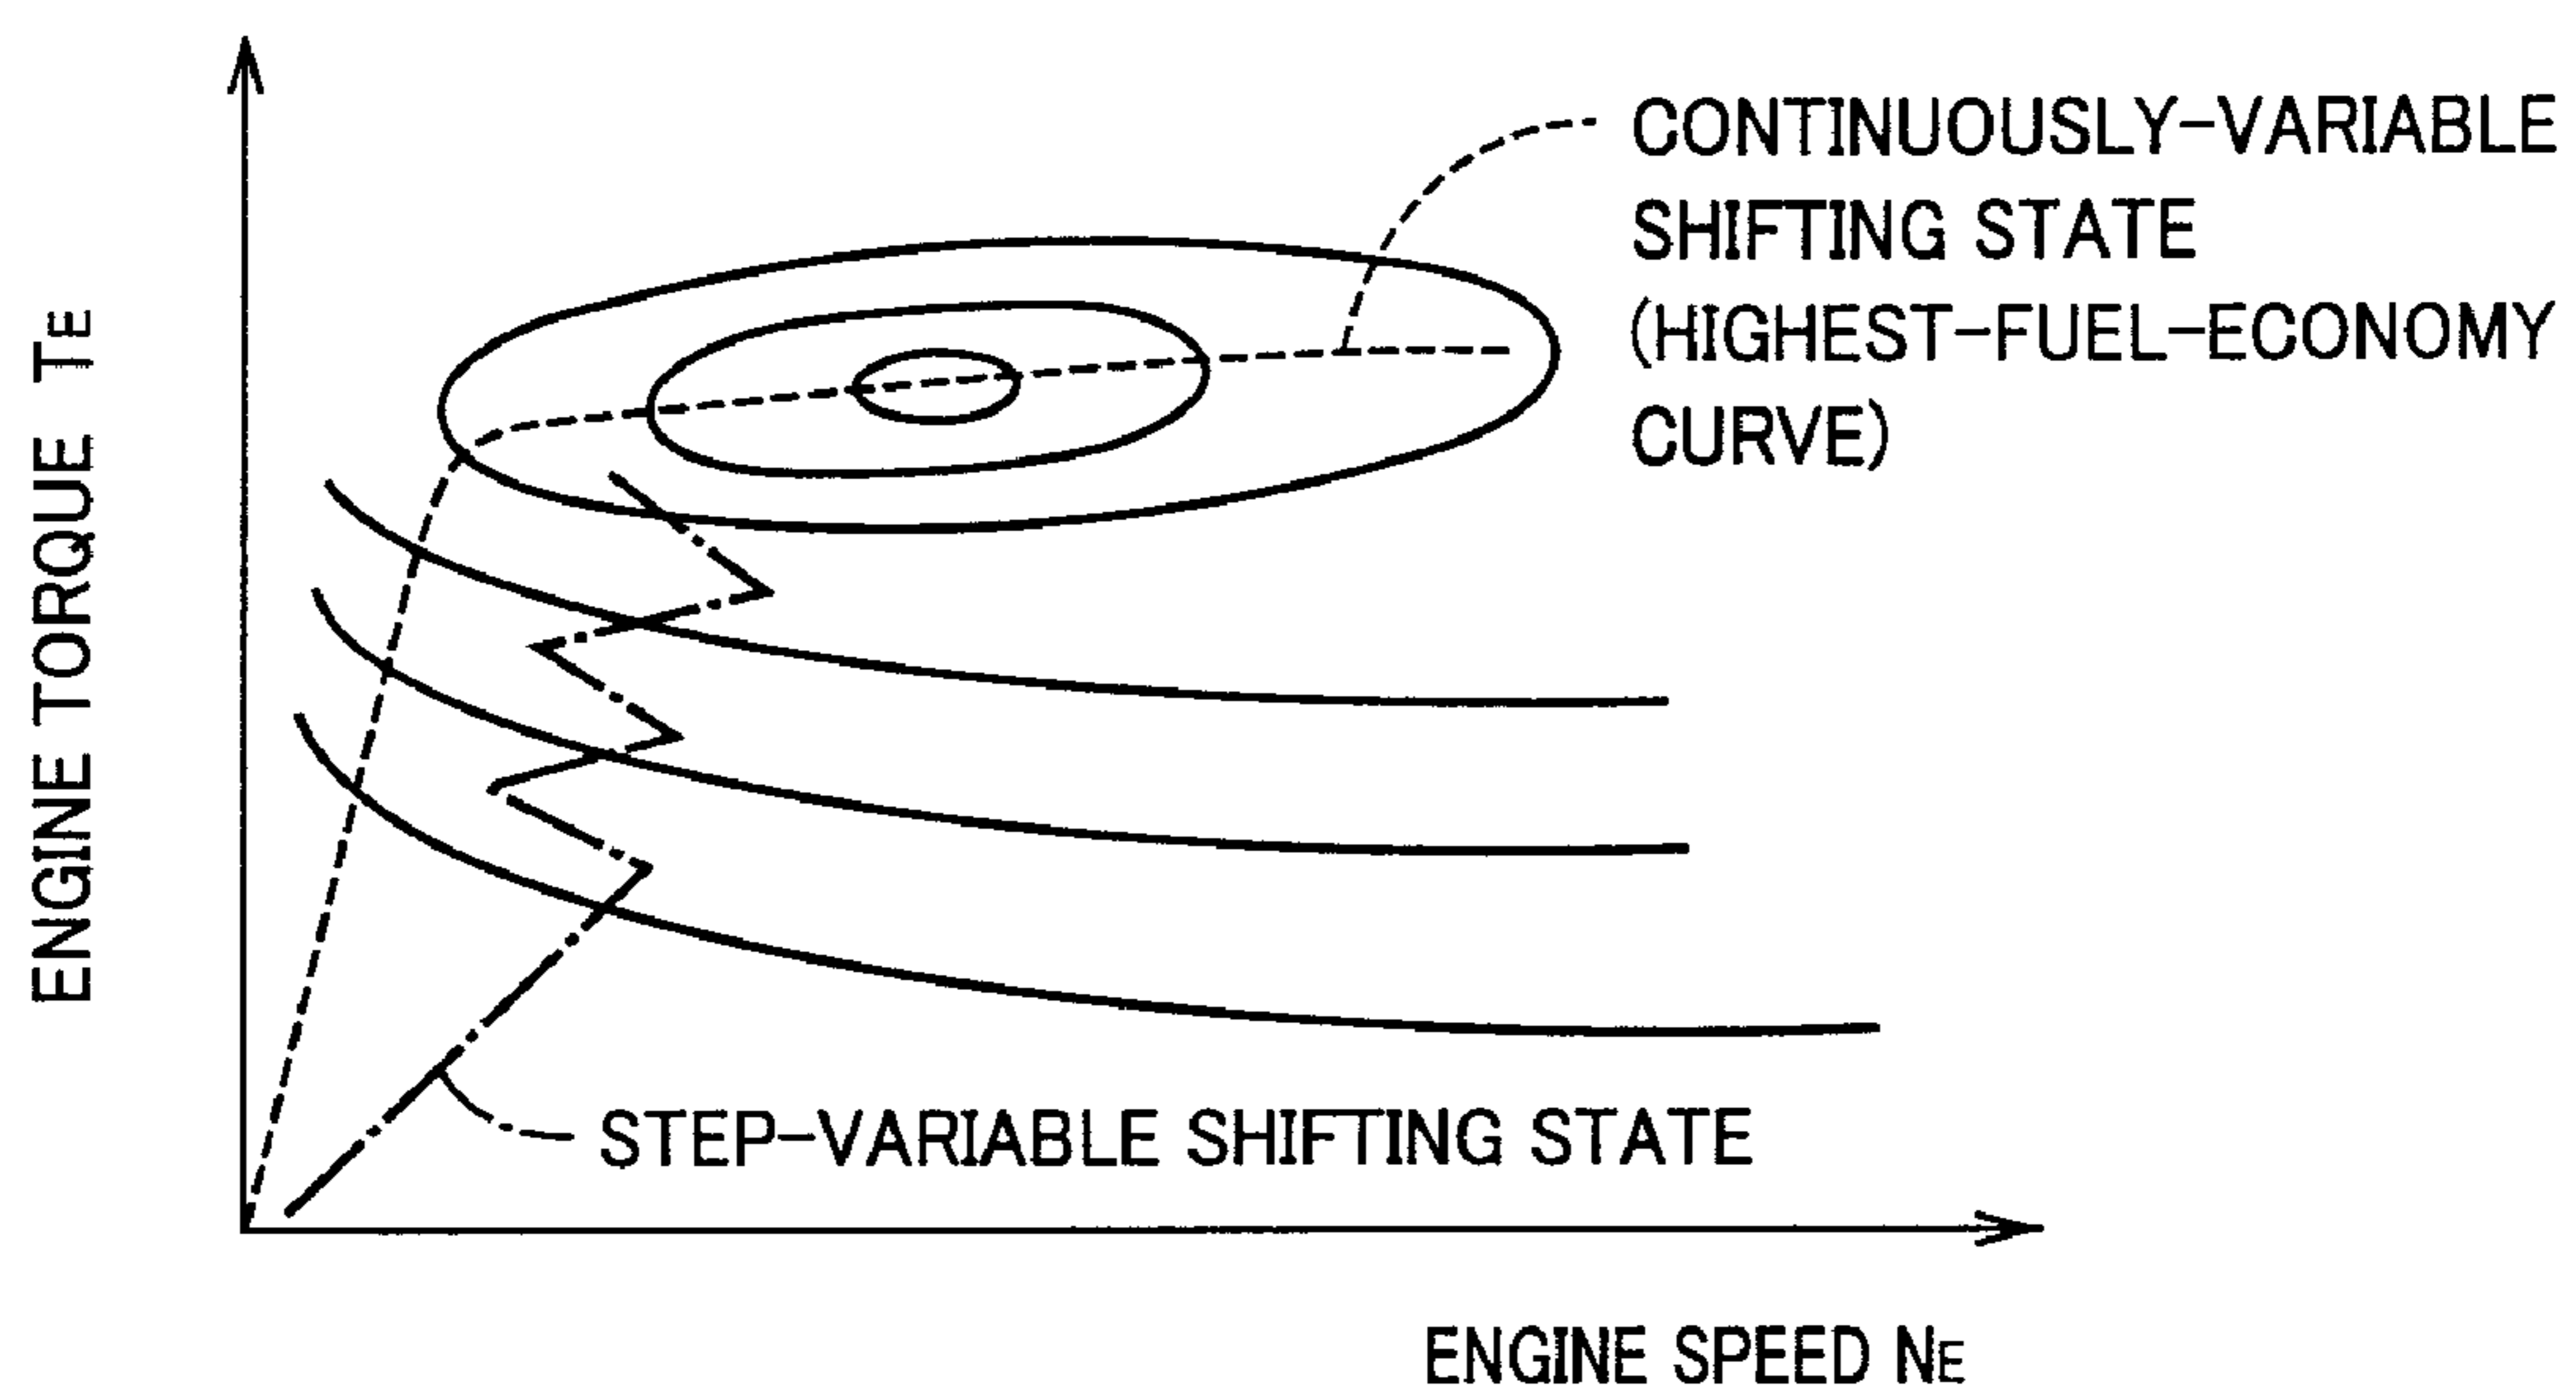 CONTINUOUSLY-VARIABLE
SHIFTING STATE
(HIGHEST-FUEL-ECONOMY
CURVE)
ENGINE TORQUE TE
STEP-VARIABLE SHIFTING STATE
ENGINE SPEED NE